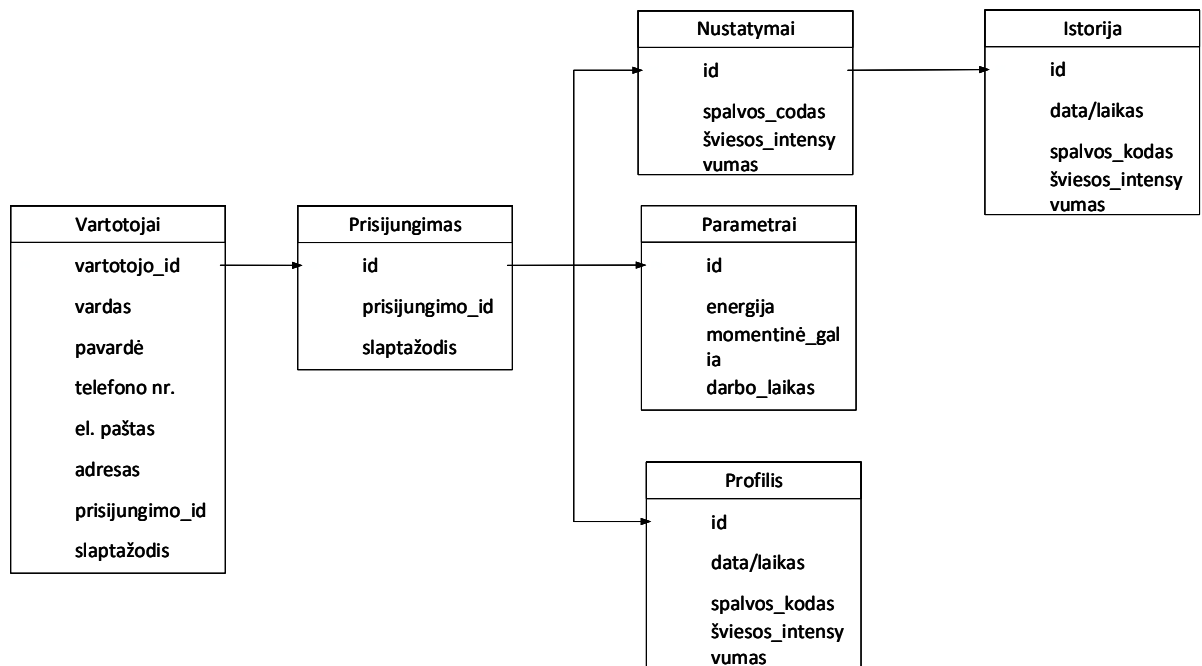 Vartotojai
vartotojo_id
vardas
pavardė
telefono nr.
el. paštas
adresas
prisijungimo_id
slaptažodis
Prisijungimas
id
prisijungimo_id
slaptažodis
Nustatymai
id
spalvos_codas
šviesos_intensy
vumas
Istorija
id
data/laikas
spalvos_kodas
šviesos_intensy
vumas
Parametrai
id
energija
momentinė_gal
ia
darbo_laikas
Profilis
id
data/laikas
spalvos_kodas
šviesos_intensy
vumas